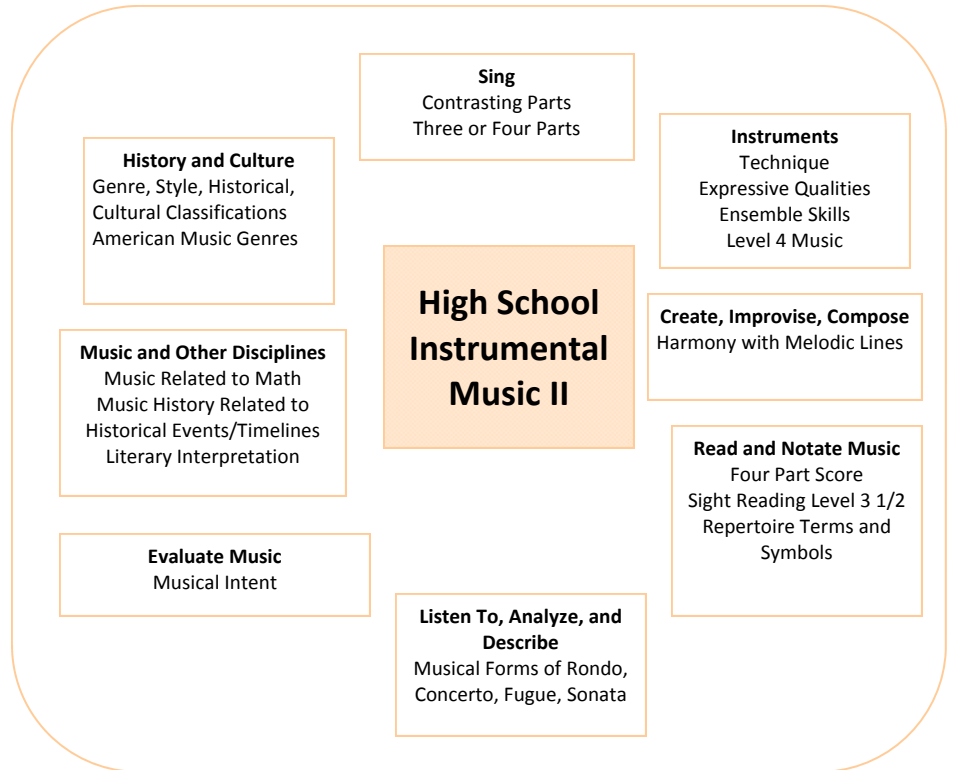 Sing
Contrasting Parts
Three or Four Parts
Instruments
Technique
Expressive Qualities
Ensemble Skills
Level 4 Music
History and Culture
Genre, Style, Historical,
Cultural Classifications
American Music Genres
High School
Instrumental
Music II
Create, Improvise, Compose
Harmony with Melodic Lines
Music and Other Disciplines
Music Related to Math
Music History Related to
Historical Events/Timelines
Literary Interpretation
Read and Notate Music
Four Part Score
Sight Reading Level 3 1/2
Repertoire Terms and
Symbols
Evaluate Music
Musical Intent
Listen To, Analyze, and
Describe
Musical Forms of Rondo,
Concerto, Fugue, Sonata